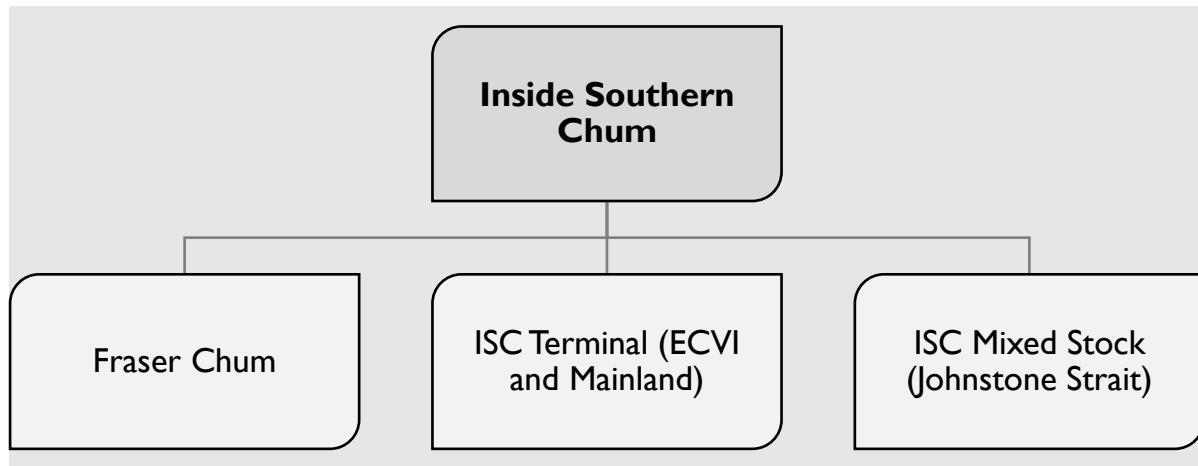 Inside Southern
Chum
Fraser Chum
ISC Terminal (ECVI
and Mainland)
ISC Mixed Stock
(Johnstone Strait)